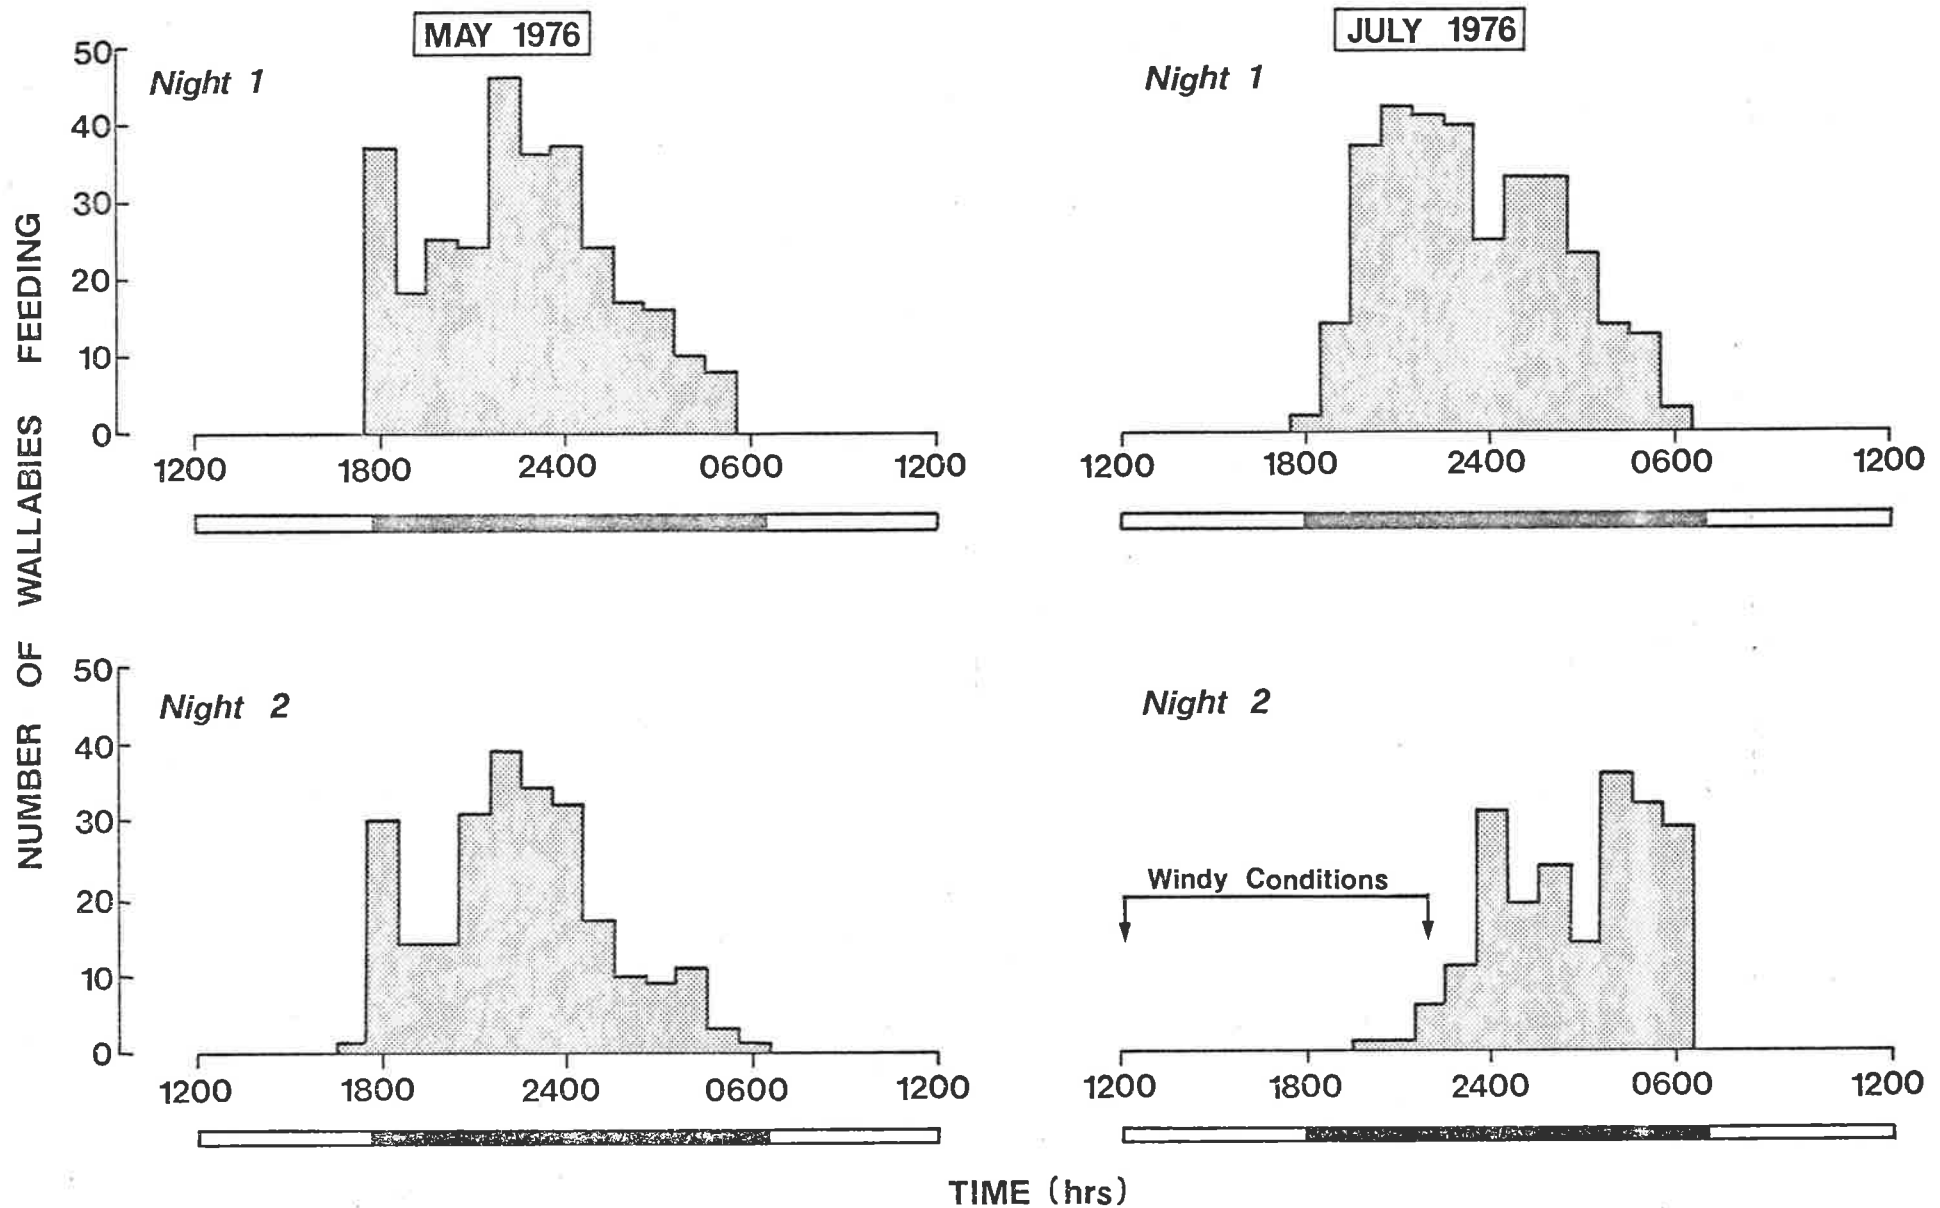 MAY 1976
JULY 1976
Night 1
Night 1
NUMBER OF WALLABIES FEEDING
50
40
30
20
10
0
1200 1800 2400 0600 1200
1200 1800 2400 0600 1200
Night 2
Night 2
50
40
30
20
10
0
Windy Conditions
1200 1800 2400 0600 1200
1200 1800 2400 0600 1200
TIME (hrs)